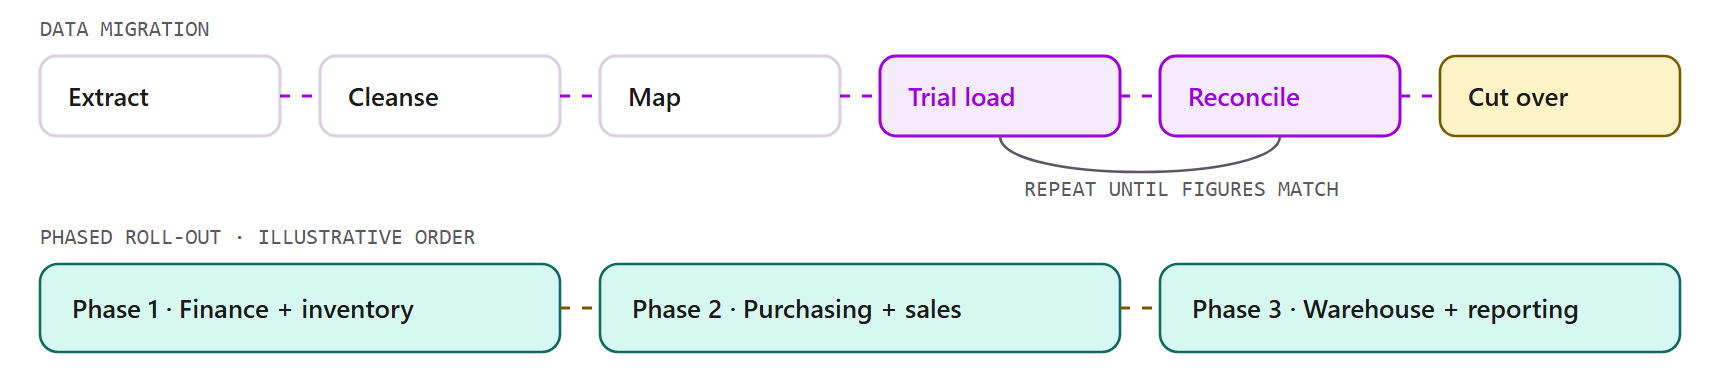 DATA MIGRATION
Extract
Cleanse
Map
Trial load
Reconcile
Cut over
REPEAT UNTIL FIGURES MATCH
PHASED ROLL-OUT · ILLUSTRATIVE ORDER
Phase 1 · Finance + inventory
Phase 2 · Purchasing + sales
Phase 3 · Warehouse + reporting